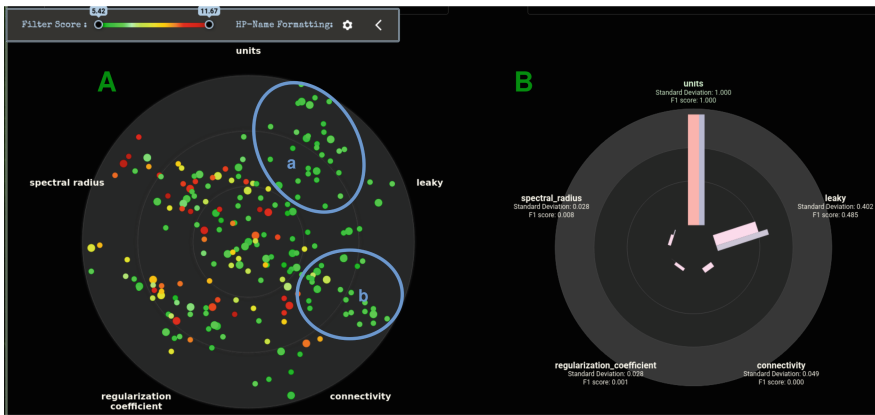 Filter Score:
5.42
11.67
HP-Name Formatting:
units
A
a
spectral radius
leaky
b
regularization
coefficient
connectivity
B
units
Standard Deviation: 1.000
F1 score: 1.000
spectral_radius
Standard Deviation: 0.028
F1 score: 0.008
leaky
Standard Deviation: 0.402
F1 score: 0.485
regularization_coefficient
Standard Deviation: 0.028
F1 score: 0.001
connectivity
Standard Deviation: 0.049
F1 score: 0.000